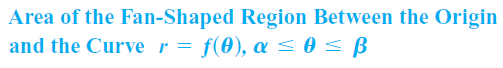 Area of the Fan-Shaped Region Between the Origin
and the Curve r = f(θ), α ≤ θ ≤ β